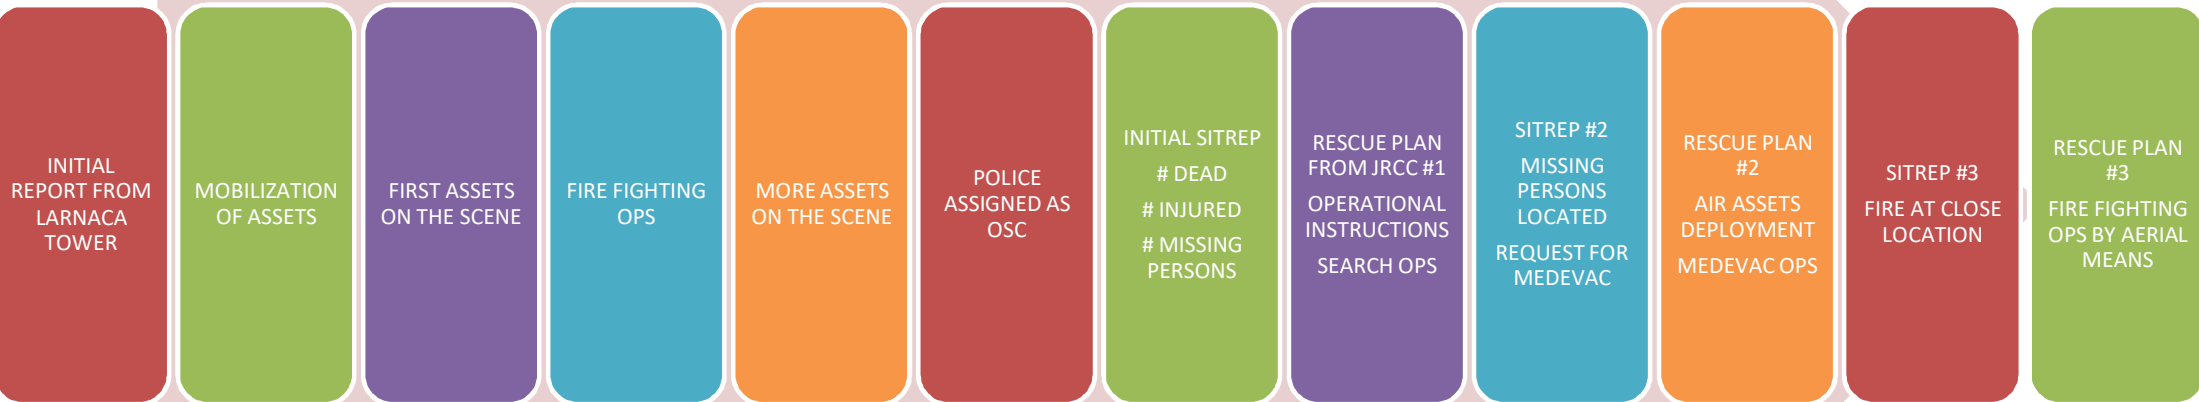 INITIAL
REPORT FROM
LARNACA
TOWER
MOBILIZATION
OF ASSETS
FIRST ASSETS
ON THE SCENE
FIRE FIGHTING
OPS
MORE ASSETS
ON THE SCENE
POLICE
ASSIGNED AS
OSC
INITIAL SITREP
# DEAD
# INJURED
# MISSING
PERSONS
RESCUE PLAN
FROM JRCC #1
OPERATIONAL
INSTRUCTIONS
SEARCH OPS
SITREP #2
MISSING
PERSONS
LOCATED
REQUEST FOR
MEDEVAC
RESCUE PLAN
#2
AIR ASSETS
DEPLOYMENT
MEDEVAC OPS
SITREP #3
FIRE AT CLOSE
LOCATION
RESCUE PLAN
#3
FIRE FIGHTING
OPS BY AERIAL
MEANS